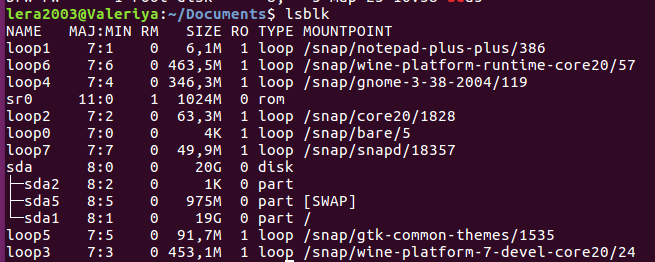 lera2003@Valeriya:~/Documents$ lsblk
NAME MAJ:MIN RM SIZE RO TYPE MOUNTPOINT
loop1 7:1 0 6,1M 1 loop /snap/notepad-plus-plus/386
loop6 7:6 0 463,5M 1 loop /snap/wine-platform-runtime-core20/57
loop4 7:4 0 346,3M 1 loop /snap/gnome-3-38-2004/119
sr0 11:0 1 1024M 0 rom
loop2 7:2 0 63,3M 1 loop /snap/core20/1828
loop0 7:0 0 4K 1 loop /snap/bare/5
loop7 7:7 0 49,9M 1 loop /snap/snapd/18357
sda 8:0 0 20G 0 disk
├─sda2 8:2 0 1K 0 part
├─sda5 8:5 0 975M 0 part [SWAP]
└─sda1 8:1 0 19G 0 part /
loop5 7:5 0 91,7M 1 loop /snap/gtk-common-themes/1535
loop3 7:3 0 453,1M 1 loop /snap/wine-platform-7-devel-core20/24